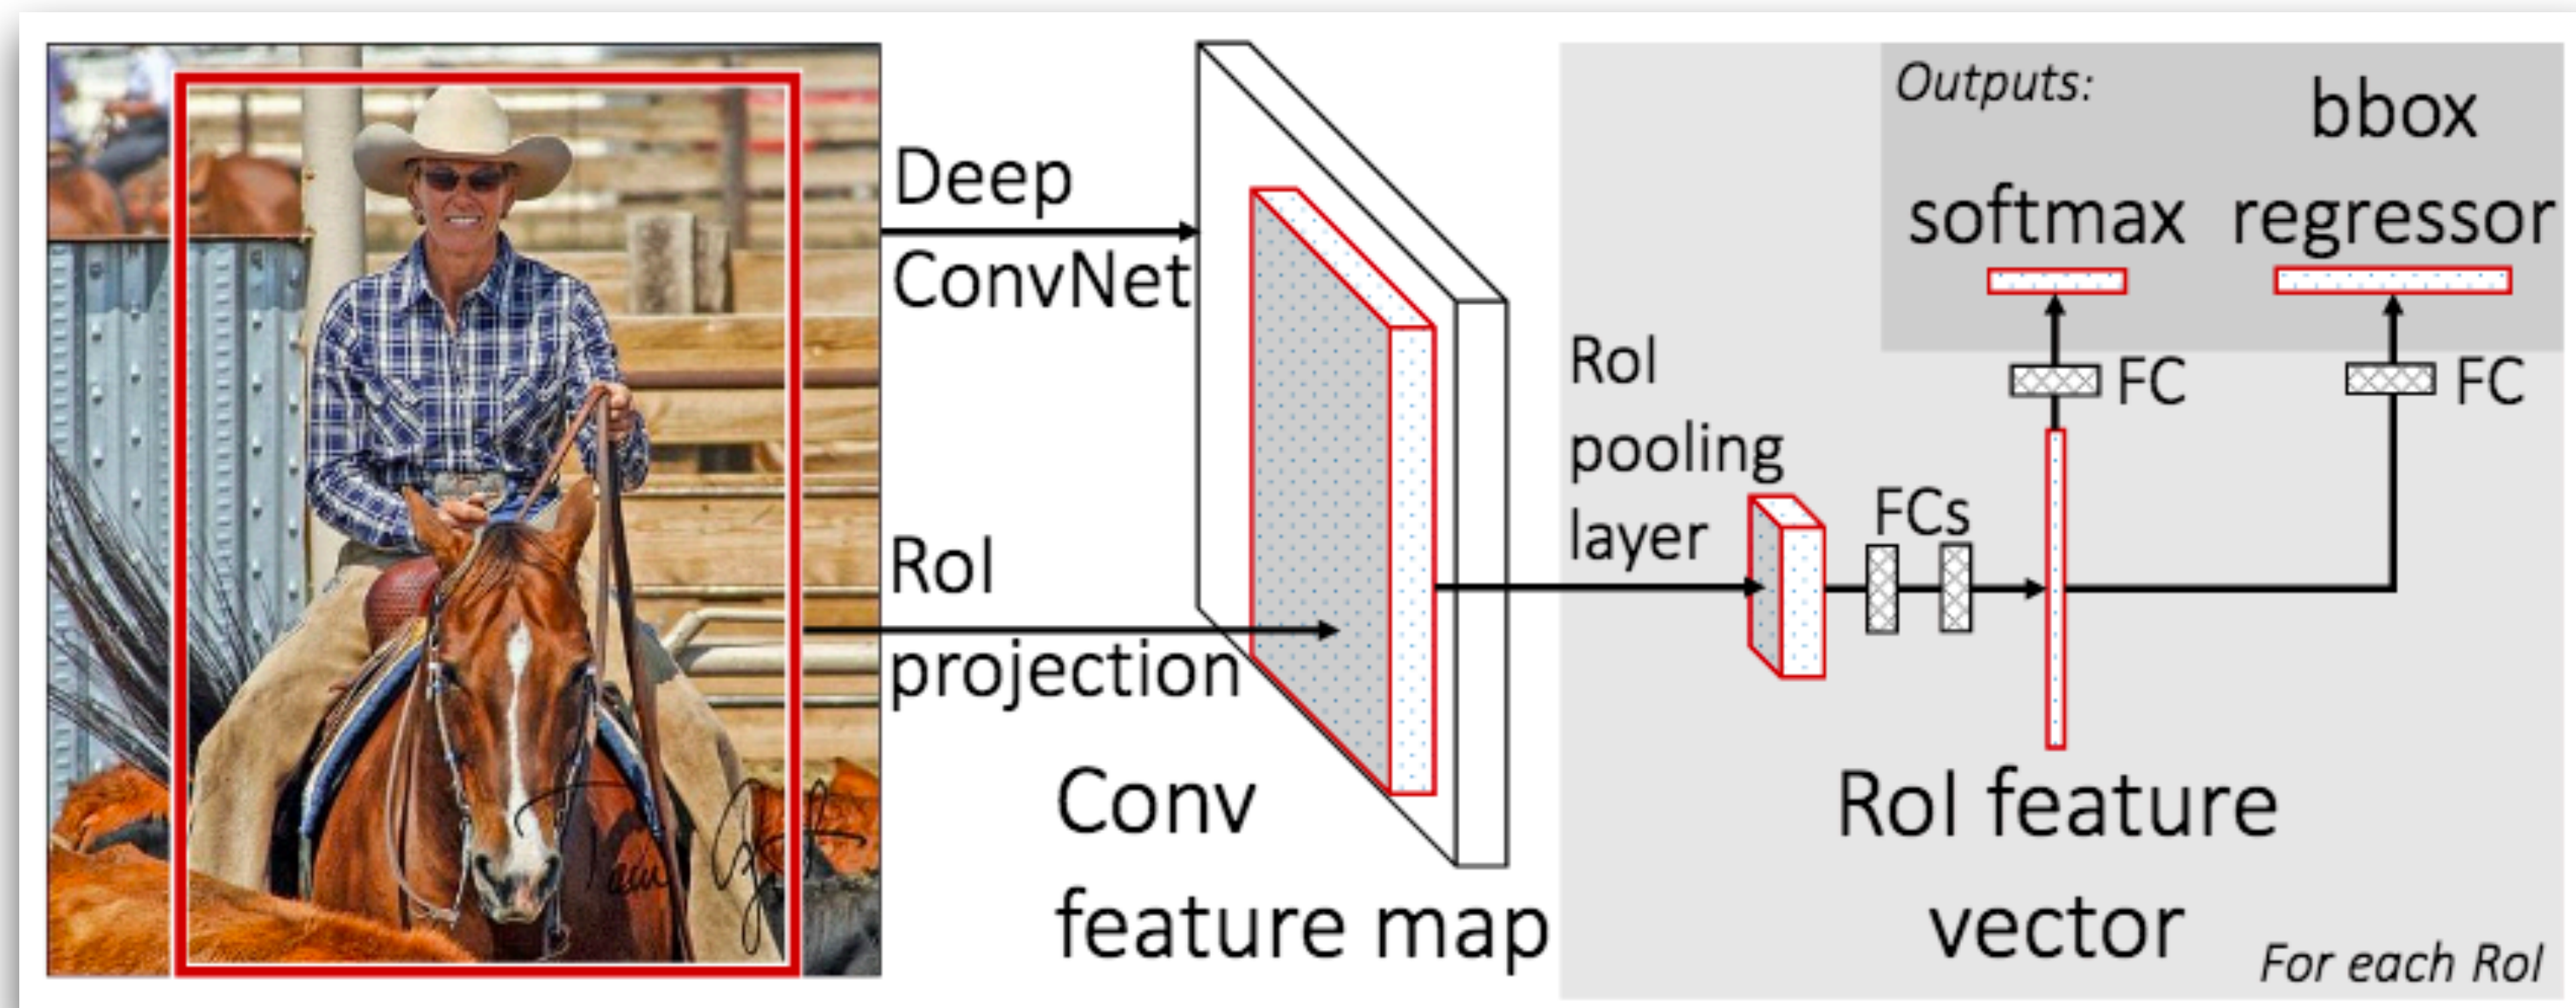 Deep
ConvNet
RoI
projection
Conv
feature map
RoI
pooling
layer
FCs
RoI feature
vector
For each RoI
Outputs:
softmax
bbox
regressor
FC
FC